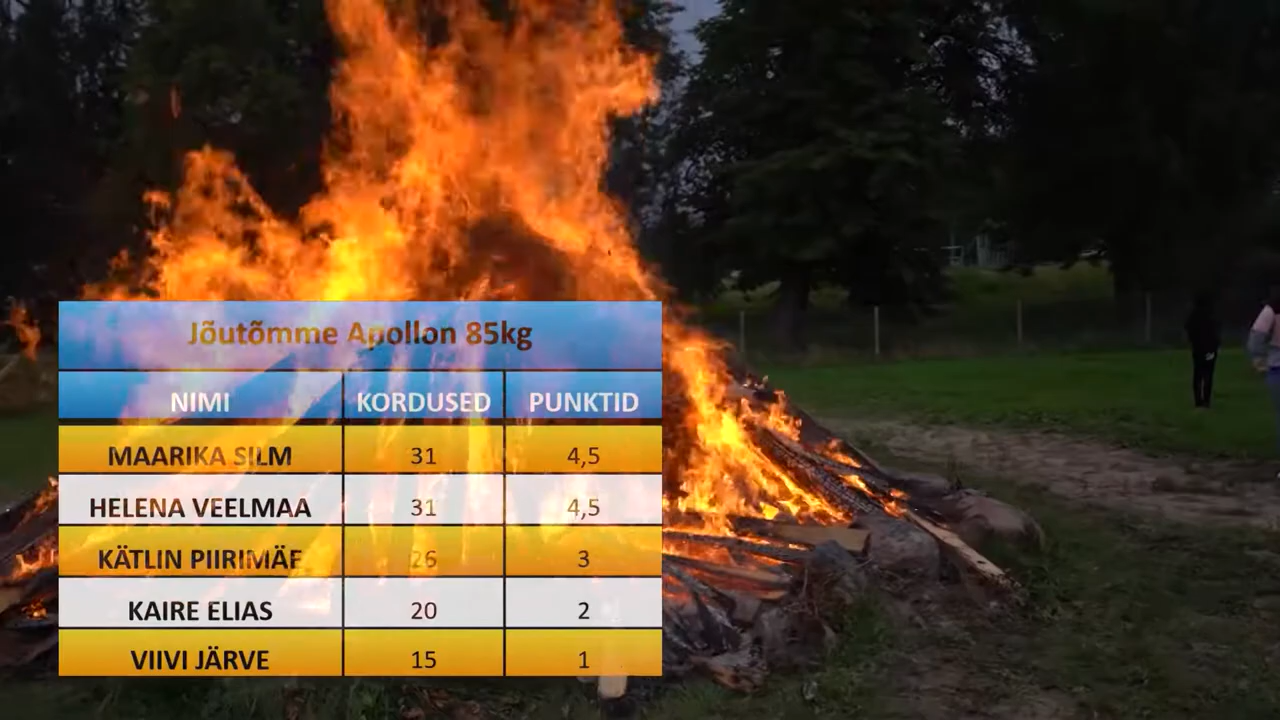 Jõutõmme Apollon 85kg
NIMI KORDUSED PUNKTID
MAARIKA SILM 31 4,5
HELENA VEELMAA 31 4,5
KÄTLIN PIIRIMÄE 26 3
KAIRE ELIAS 20 2
VIIVI JÄRVE 15 1